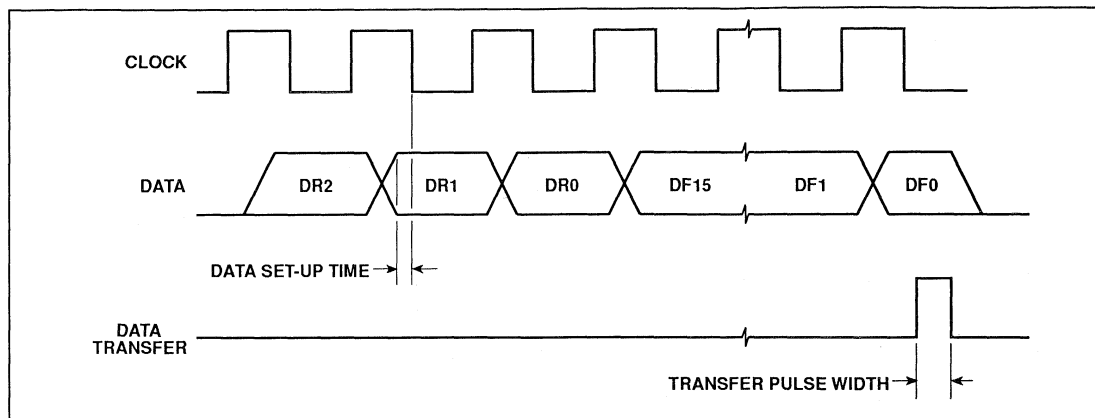 CLOCK
DATA
DR2 DR1 DR0 DF15 DF1 DF0
DATA SET-UP TIME
DATA
TRANSFER
TRANSFER PULSE WIDTH